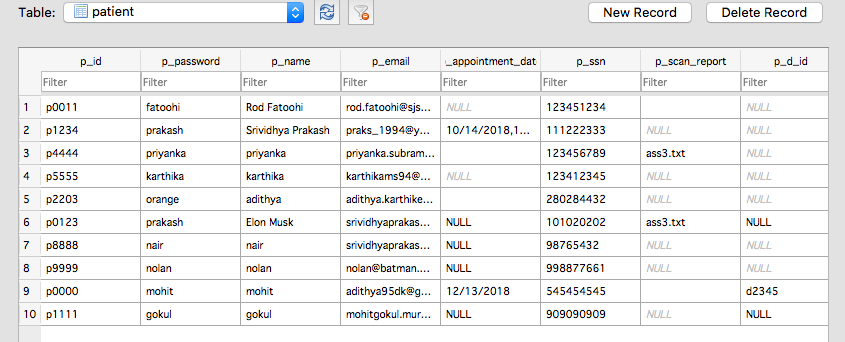 Table: patient New Record Delete Record
p_id p_password p_name p_email _appointment_date p_ssn p_scan_report p_d_id
Filter Filter Filter Filter Filter Filter Filter Filter
1 p0011 fatoohi Rod Fatoohi rod.fatoohi@sjs... NULL 123451234 NULL
2 p1234 prakash Srividhya Prakash praks_1994@y... 10/14/2018,1... 111222333 NULL NULL
3 p4444 priyanka priyanka priyanka.subram... 123456789 ass3.txt NULL
4 p5555 karthika karthika karthikams94@... NULL 123412345 NULL NULL
5 p2203 orange adithya adithya.karthike... 280284432 NULL NULL
6 p0123 prakash Elon Musk srividhyaprakas... NULL 101020202 ass3.txt NULL
7 p8888 nair nair srividhyaprakas... NULL 98765432 NULL NULL
8 p9999 nolan nolan nolan@batman.... NULL 998877661 NULL NULL
9 p0000 mohit mohit adithya95dk@g... 12/13/2018 545454545 d2345
10 p1111 gokul gokul mohitgokul.mur... NULL 909090909 NULL NULL